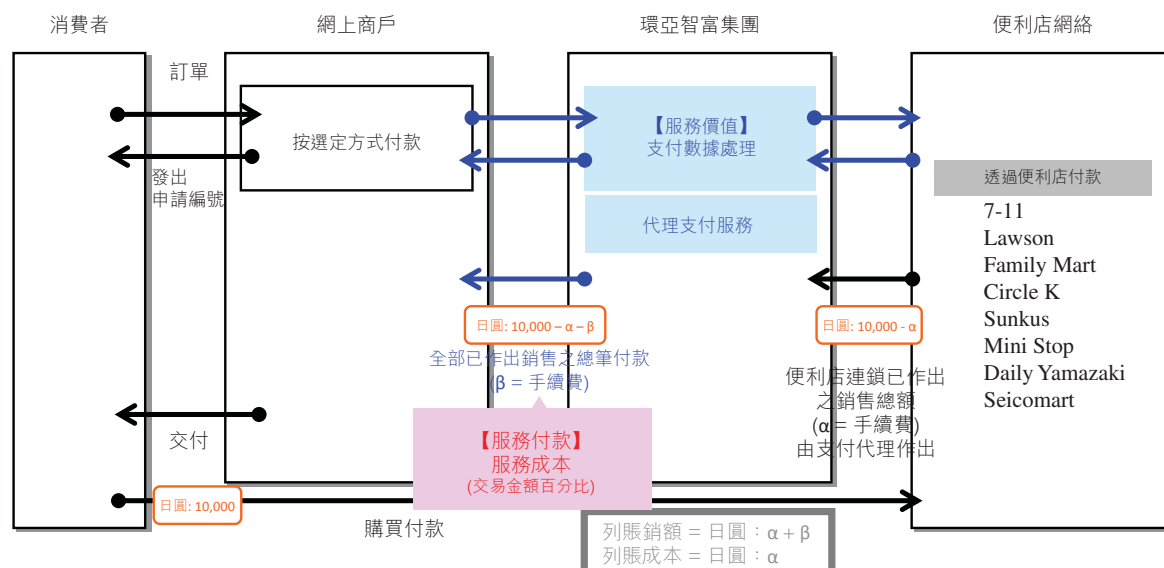 消費者
網上商戶
環亞智富集團
便利店網絡
訂單
按選定方式付款
【服務價值】
支付數據處理
發出
申請編號
透過便利店付款
7-11
Lawson
Family Mart
Circle K
Sunkus
Mini Stop
Daily Yamazaki
Seicomart
代理支付服務
日圓: 10,000 – α – β
日圓: 10,000 - α
全部已作出銷售之總筆付款
(β = 手續費)
便利店連鎖已作出
之銷售總額
(α = 手續費)
由支付代理作出
交付
【服務付款】
服務成本
(交易金額百分比)
日圓: 10,000
購買付款
列賬銷額 = 日圓：α + β
列賬成本 = 日圓：α